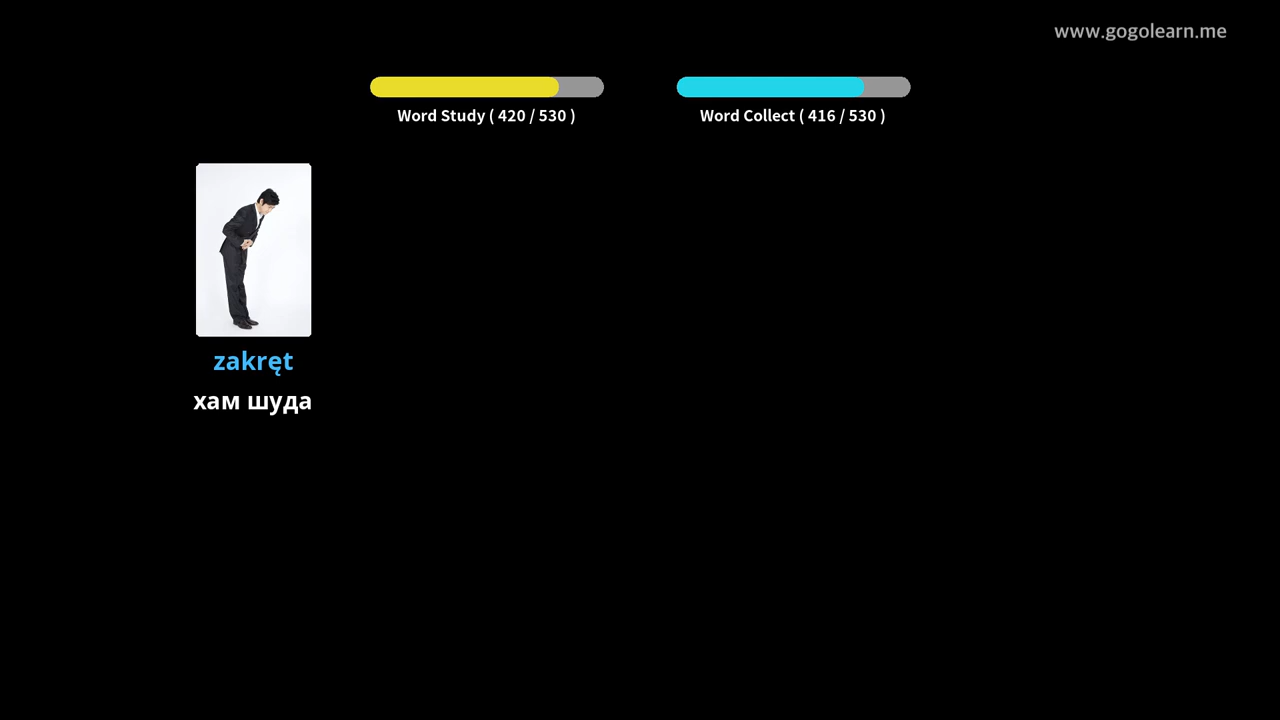 www.gogolearn.me
Word Study ( 420 / 530 )
Word Collect ( 416 / 530 )
zakręt
хам шуда